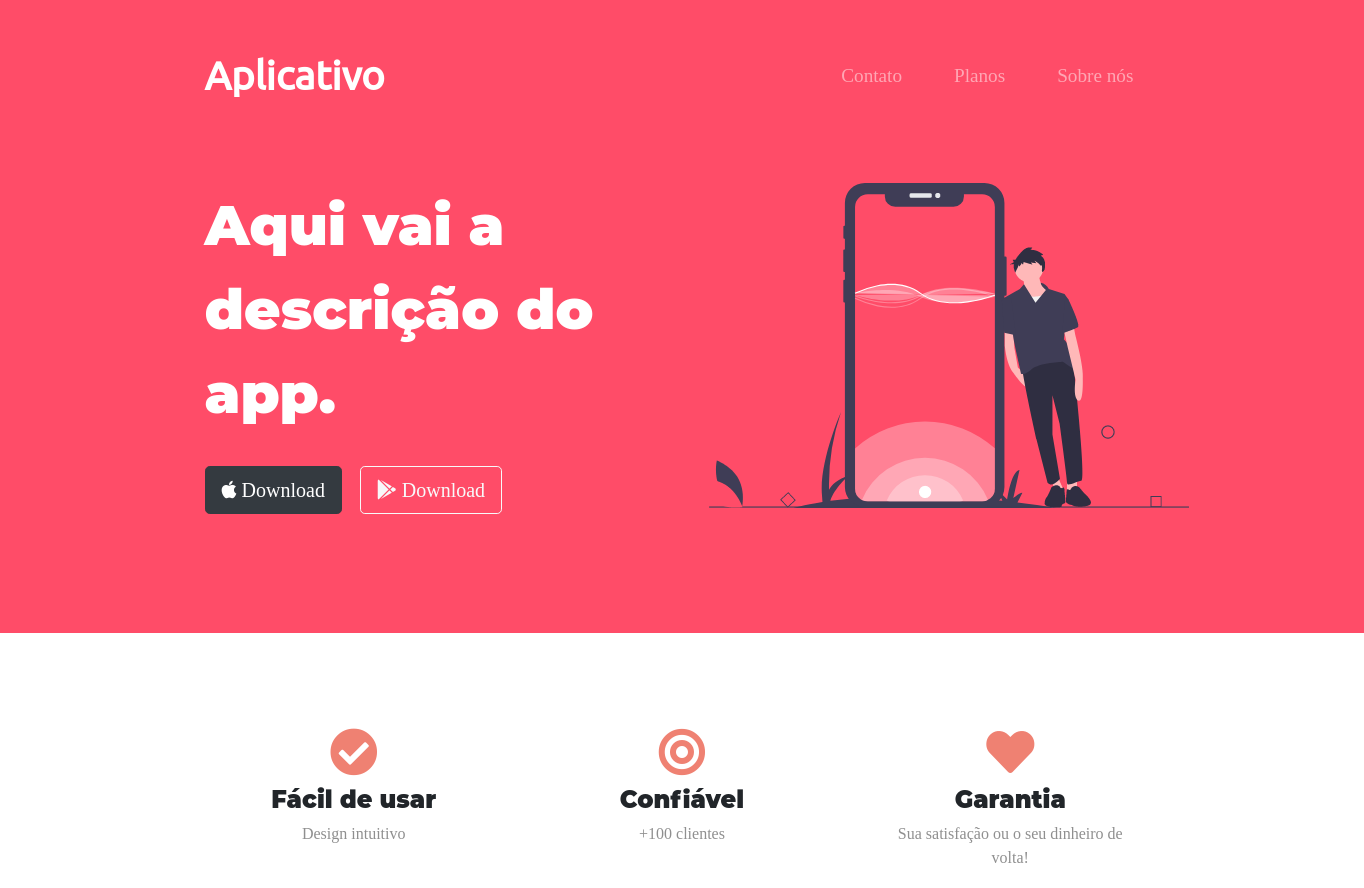 Aplicativo
Contato Planos Sobre nós
Aqui vai a
descrição do
app.
Download Download
Fácil de usar
Design intuitivo
Confiável
+100 clientes
Garantia
Sua satisfação ou o seu dinheiro de
volta!